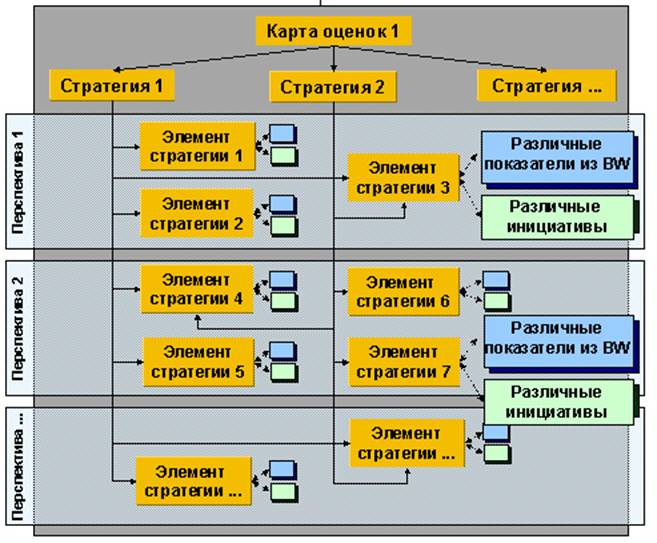 Карта оценок 1
Стратегия 1
Стратегия 2
Стратегия ...
Перспектива 1
Элемент
стратегии 1
Элемент
стратегии 2
Элемент
стратегии 3
Различные
показатели из BW
Различные
инициативы
Перспектива 2
Элемент
стратегии 4
Элемент
стратегии 5
Элемент
стратегии 6
Элемент
стратегии 7
Различные
показатели из BW
Различные
инициативы
Перспектива ...
Элемент
стратегии ...
Элемент
стратегии ...